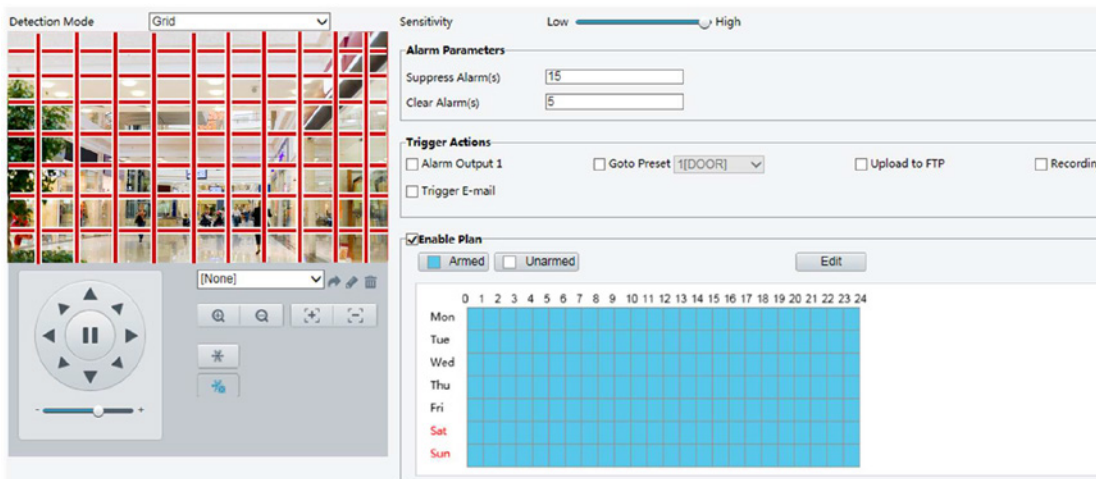 Detection Mode
Grid
Sensitivity
Low
High
Alarm Parameters
Suppress Alarm(s)
15
Clear Alarm(s)
5
Trigger Actions
Alarm Output 1
Goto Preset
1[DOOR]
Upload to FTP
Recordin
Trigger E-mail
Enable Plan
Armed
Unarmed
Edit
[None]
0 1 2 3 4 5 6 7 8 9 10 11 12 13 14 15 16 17 18 19 20 21 22 23 24
Mon
Tue
Wed
Thu
Fri
Sat
Sun
- +